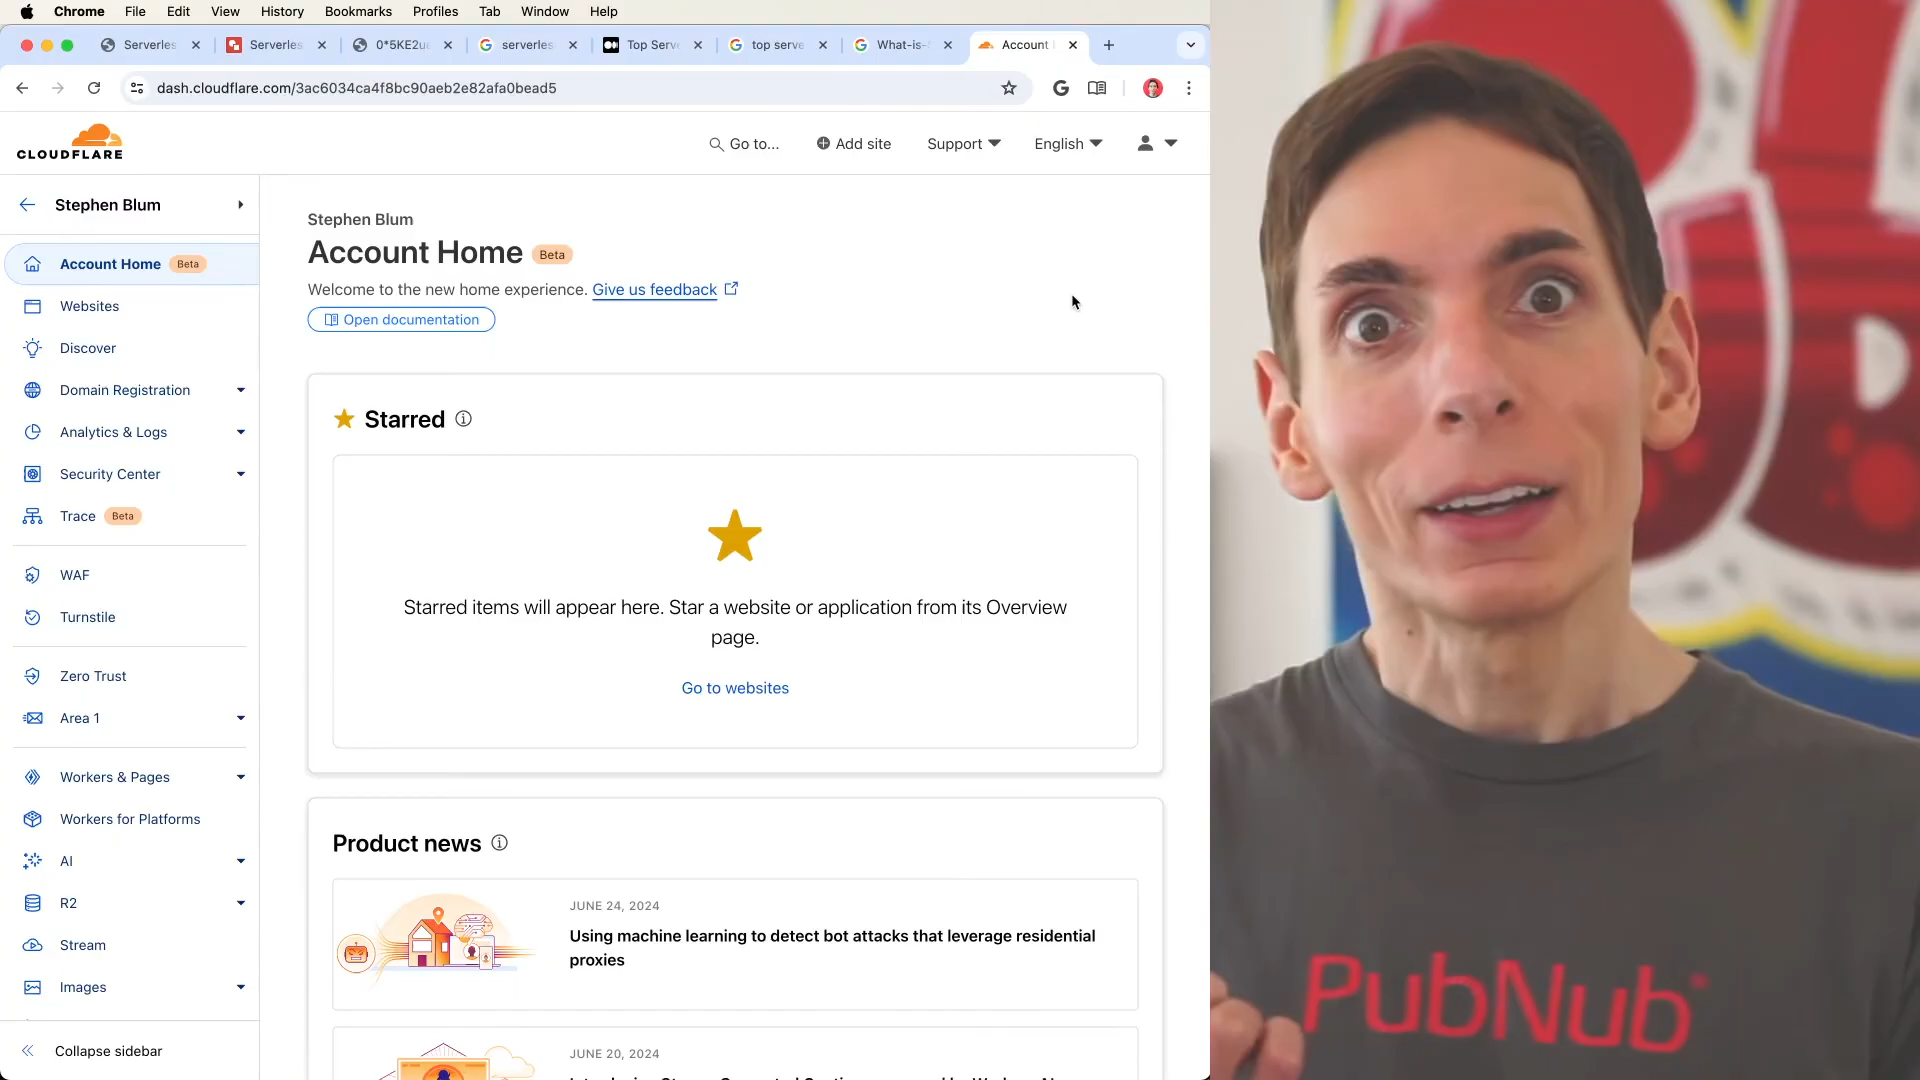 Chrome File Edit View History Bookmarks Profiles Tab Window Help
Serverles Serverles 0*5KE2u serverles Top Serv top serve What-is- Account
dash.cloudflare.com/3ac6034ca4f8bc90aeb2e82afa0bead5
CLOUDFLARE
Go to... Add site Support English
Stephen Blum
Account Home Beta
Websites
Discover
Domain Registration
Analytics & Logs
Security Center
Trace Beta
WAF
Turnstile
Zero Trust
Area 1
Workers & Pages
Workers for Platforms
AI
R2
Stream
Images
Collapse sidebar
Stephen Blum
Account Home Beta
Welcome to the new home experience. Give us feedback
Open documentation
Starred
Starred items will appear here. Star a website or application from its Overview
page.
Go to websites
Product news
JUNE 24, 2024
Using machine learning to detect bot attacks that leverage residential
proxies
JUNE 20, 2024
PubNub